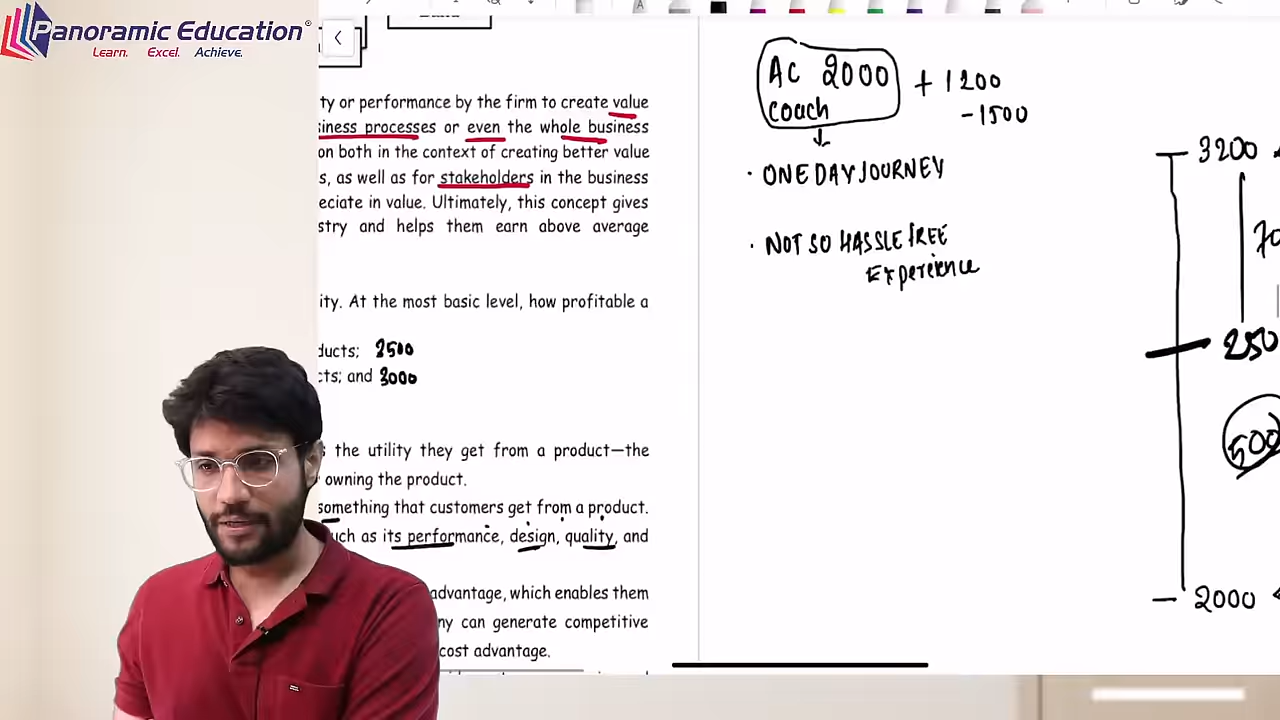 Panoramic Education®
Learn. Excel. Achieve.
ty or performance by the firm to create value
siness processes or even the whole business
on both in the context of creating better value
s, as well as for stakeholders in the business
eciate in value. Ultimately, this concept gives
stry and helps them earn above average
ity. At the most basic level, how profitable a
ducts; 2500
cts; and 2000
s the utility they get from a product—the
owning the product.
something that customers get from a product.
uch as its performance, design, quality, and
advantage, which enables them
ny can generate competitive
cost advantage.
AC 2000 + 1200
coach - 1500
· ONE DAY JOURNEY
· NOT SO HASSLE FREE
Experience
3200
70
250
500
2000